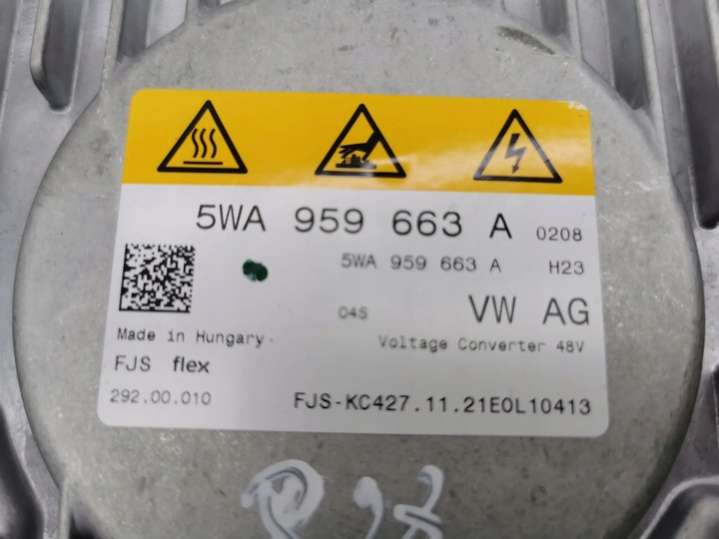 5WA 959 663 A 0208
5WA 959 663 A H23
04S VW AG
Made in Hungary
Voltage Converter 48V
FJS flex
292.00.010
FJS-KC427.11.21E0L10413